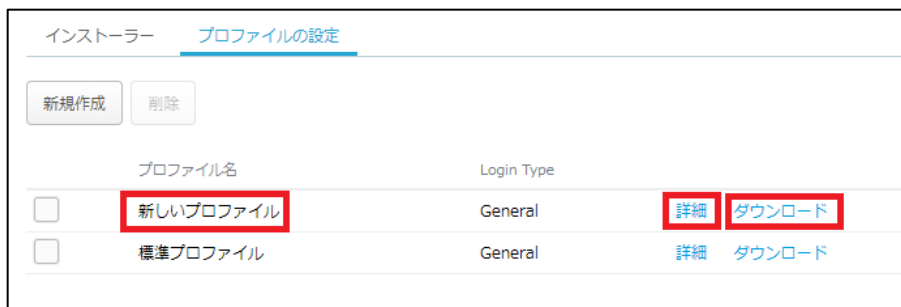 インストーラー プロファイルの設定
新規作成 削除
プロファイル名 Login Type
新しいプロファイル General 詳細 ダウンロード
標準プロファイル General 詳細 ダウンロード